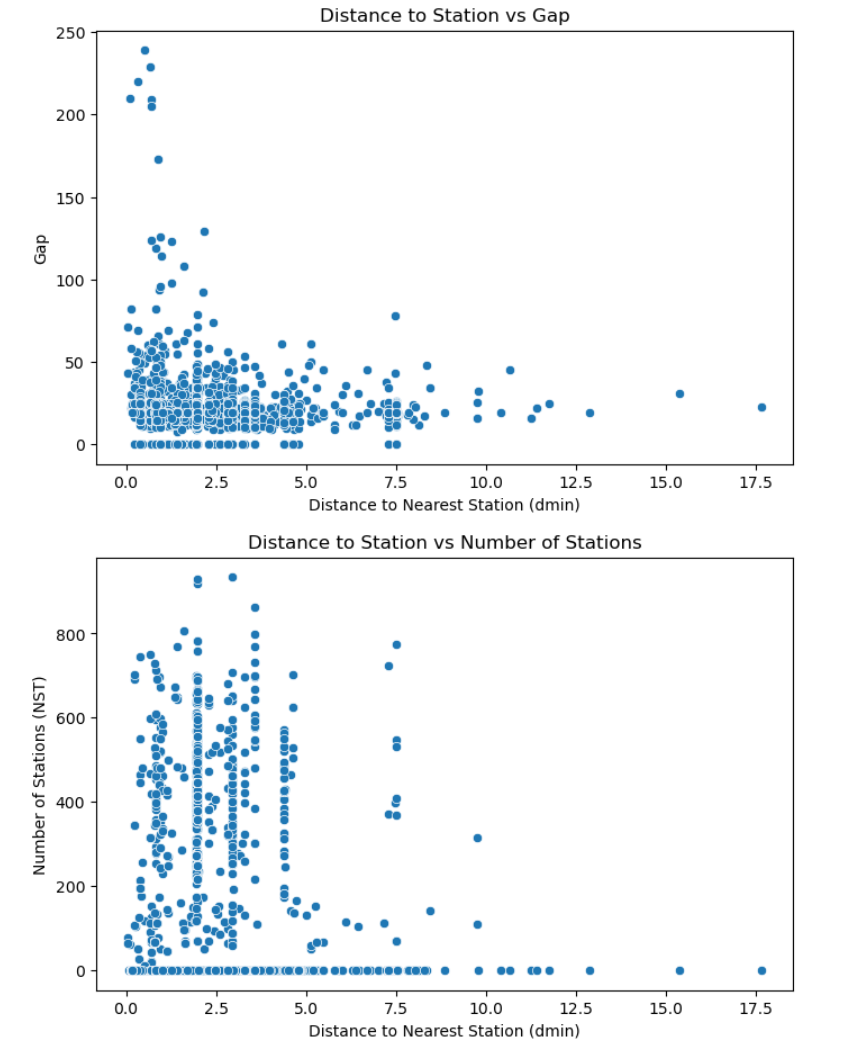 Distance to Station vs Gap
250
200
150
100
50
0
Gap
0.0 2.5 5.0 7.5 10.0 12.5 15.0 17.5
Distance to Nearest Station (dmin)
Distance to Station vs Number of Stations
800
600
400
200
0
Number of Stations (NST)
0.0 2.5 5.0 7.5 10.0 12.5 15.0 17.5
Distance to Nearest Station (dmin)